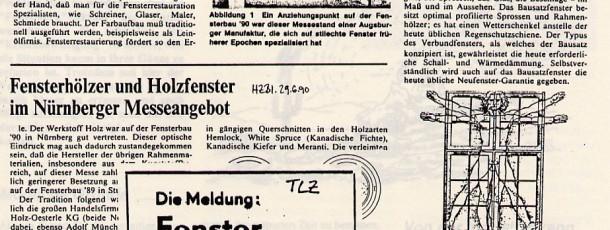 der Hand, daß man für die Fensterrestauration
Spezialisten, wie Schreiner, Glaser, Maler,
Schmiede braucht. Der Farbaufbau muß traditio-
nell ausgeführt werden, beispielsweise als Lein-
ölfirnis. Fensterrestaurierung fördert so den Er-
Abbildung 1 Ein Anziehungspunkt auf der Fen-
sterbau '90 war dieser Messestand einer Augsbur-
ger Manufaktur, die sich auf stilechte Fenster frü-
herer Epochen spezialisiert hat
Maß und im Aussehen. Das Bausatzfenster be-
sitzt optimal profilierte Sprossen und Rahmen-
hölzer; es hat einen Wetterschenkel anstelle der
heute üblichen Regenschutzschiene. Der Typus
des Verbundfensters, als welches der Bausatz
konzipiert ist, gewährleistet die heute erforderli-
che Schall- und Wärmedämmung. Selbstver-
ständlich wird auch auf das Bausatzfenster die
heute übliche Neufenster-Garantie gegeben.
Fensterhölzer und Holzfenster
im Nürnberger Messeangebot
HZBl. 29.6.90
le. Der Werkstoff Holz war auf der Fensterbau
'90 in Nürnberg gut vertreten. Dieser optische
Eindruck mag auch dadurch zustandegekommen
sein, daß die Hersteller der übrigen Rahmenma-
terialien, insbesondere aus dem
reich, auf dieser Messe zahl
lich geringerer Besetzung a
auf der Fensterbau '89 in St
Der Tradition folgend w
lich die großen Handelsfirm
Holz-Oesterle KG (beide N
dabei, ebenso Adolf Münch
in gängigen Querschnitten in den Holzarten
Hemlock, White Spruce (Kanadische Fichte),
Kanadische Kiefer und Meranti. Die verleimten
TLZ
Die Meldung:
Fenster